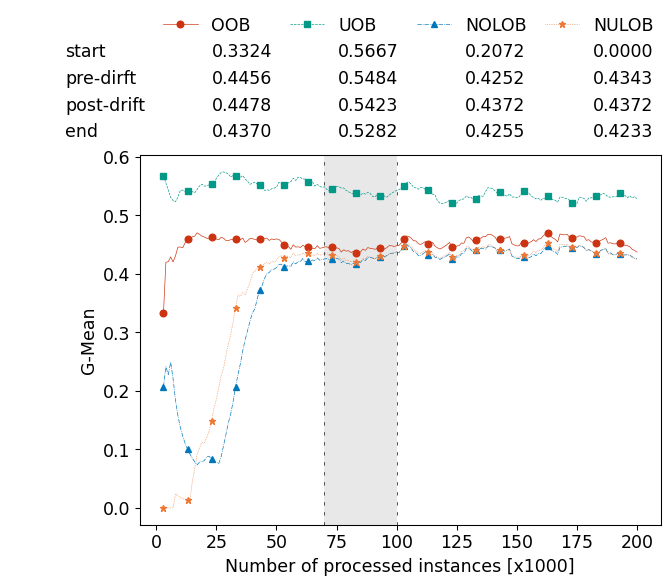 OOB UOB NOLOB NULOB
start 0.3324 0.5667 0.2072 0.0000
pre-dirft 0.4456 0.5484 0.4252 0.4343
post-drift 0.4478 0.5423 0.4372 0.4372
end 0.4370 0.5282 0.4255 0.4233
0.6
0.5
0.4
0.3
0.2
0.1
0.0
G-Mean
0 25 50 75 100 125 150 175 200
Number of processed instances [x1000]